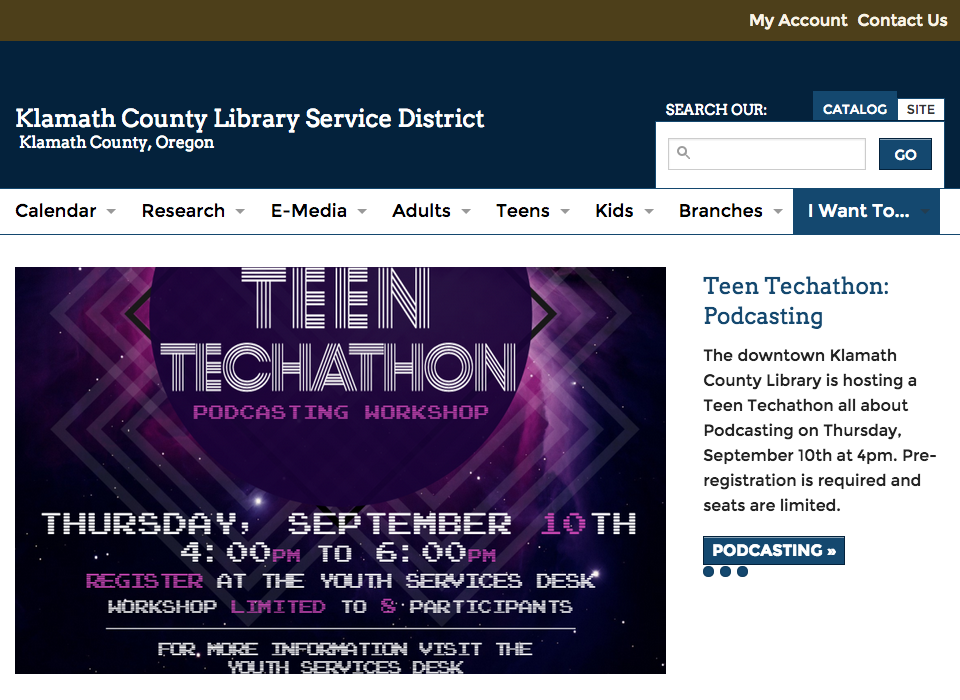 My Account Contact Us
Klamath County Library Service District
Klamath County, Oregon
SEARCH OUR: CATALOG SITE
GO
Calendar Research E-Media Adults Teens Kids Branches I Want To...
TEEN
TECHATHON
PODCASTING WORKSHOP
THURSDAY, SEPTEMBER 10TH
4:00PM TO 6:00PM
REGISTER AT THE YOUTH SERVICES DESK
WORKSHOP LIMITED TO 8 PARTICIPANTS
FOR MORE INFORMATION VISIT THE
YOUTH SERVICES DESK
Teen Techathon:
Podcasting
The downtown Klamath
County Library is hosting a
Teen Techathon all about
Podcasting on Thursday,
September 10th at 4pm. Pre-
registration is required and
seats are limited.
PODCASTING »